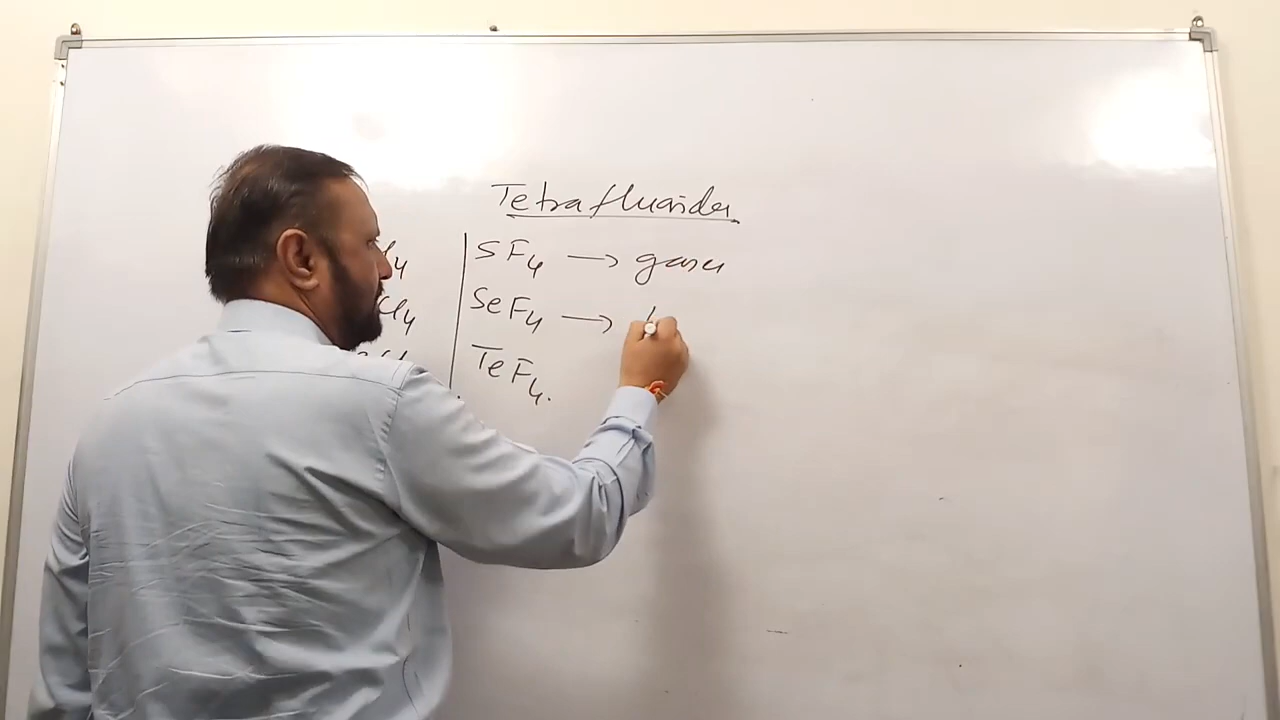 Tetrafluorides
SF4 → gases
SeF4 →
TeF4.